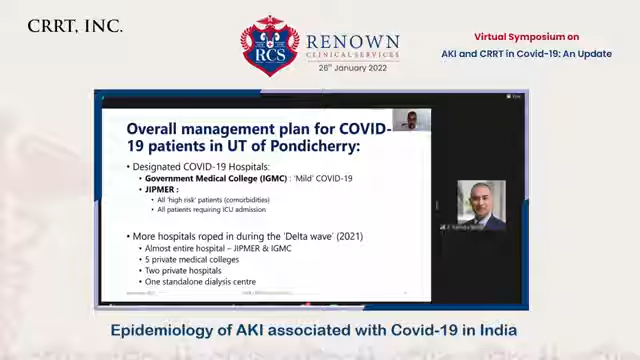 CRRT, INC.
RCS
RENOWN
CLINICAL SERVICES
26th January 2022
Virtual Symposium on
AKI and CRRT in Covid-19: An Update
Overall management plan for COVID-
19 patients in UT of Pondicherry:
• Designated COVID-19 Hospitals:
• Government Medical College (IGMC) : 'Mild' COVID-19
• JIPMER :
• All 'high risk' patients (comorbidities)
• All patients requiring ICU admission
• More hospitals roped in during the 'Delta wave' (2021)
• Almost entire hospital – JIPMER & IGMC
• 5 private medical colleges
• Two private hospitals
• One standalone dialysis centre
Epidemiology of AKI associated with Covid-19 in India